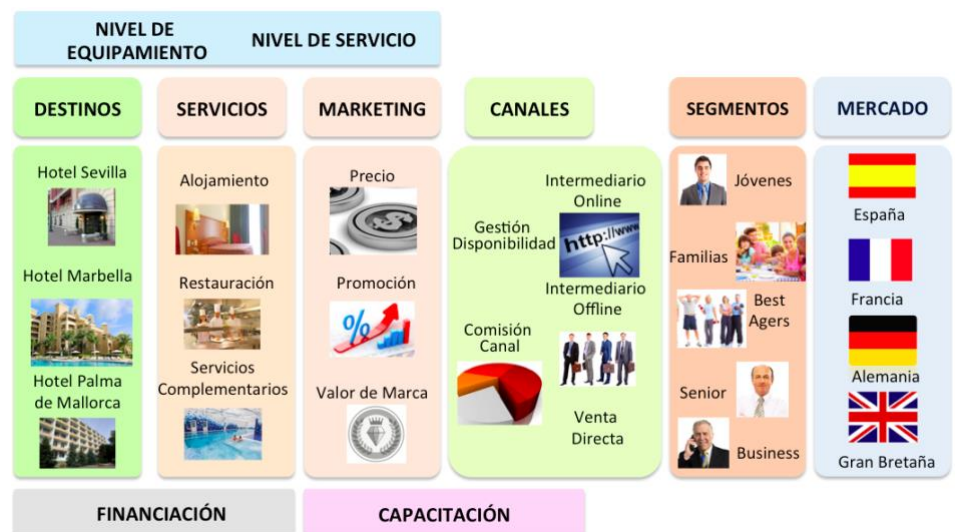 NIVEL DE
EQUIPAMIENTO
NIVEL DE SERVICIO
DESTINOS
SERVICIOS
MARKETING
CANALES
SEGMENTOS
MERCADO
Hotel Sevilla
Hotel Marbella
Hotel Palma
de Mallorca
Alojamiento
Restauración
Servicios
Complementarios
Precio
Promoción
%
Valor de Marca
Gestión
Disponibilidad
Comisión
Canal
Intermediario
Online
http://www
Intermediario
Offline
Venta
Directa
Jóvenes
Familias
Best
Agers
Senior
Business
España
Francia
Alemania
Gran Bretaña
FINANCIACIÓN
CAPACITACIÓN